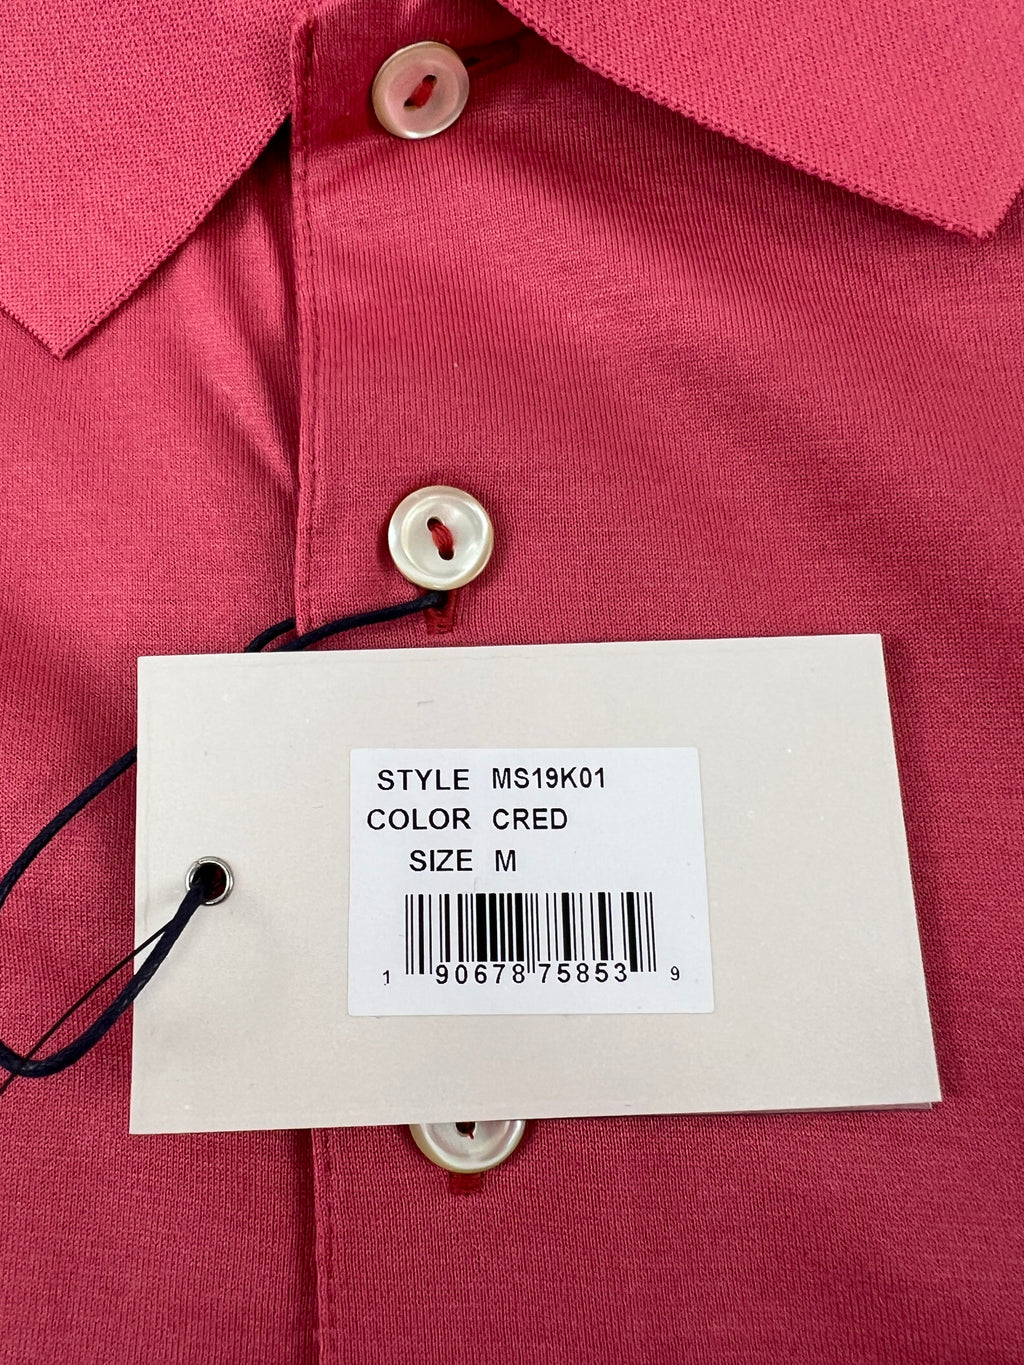 STYLE MS19K01
COLOR CRED
SIZE M
1 90678 75853 9